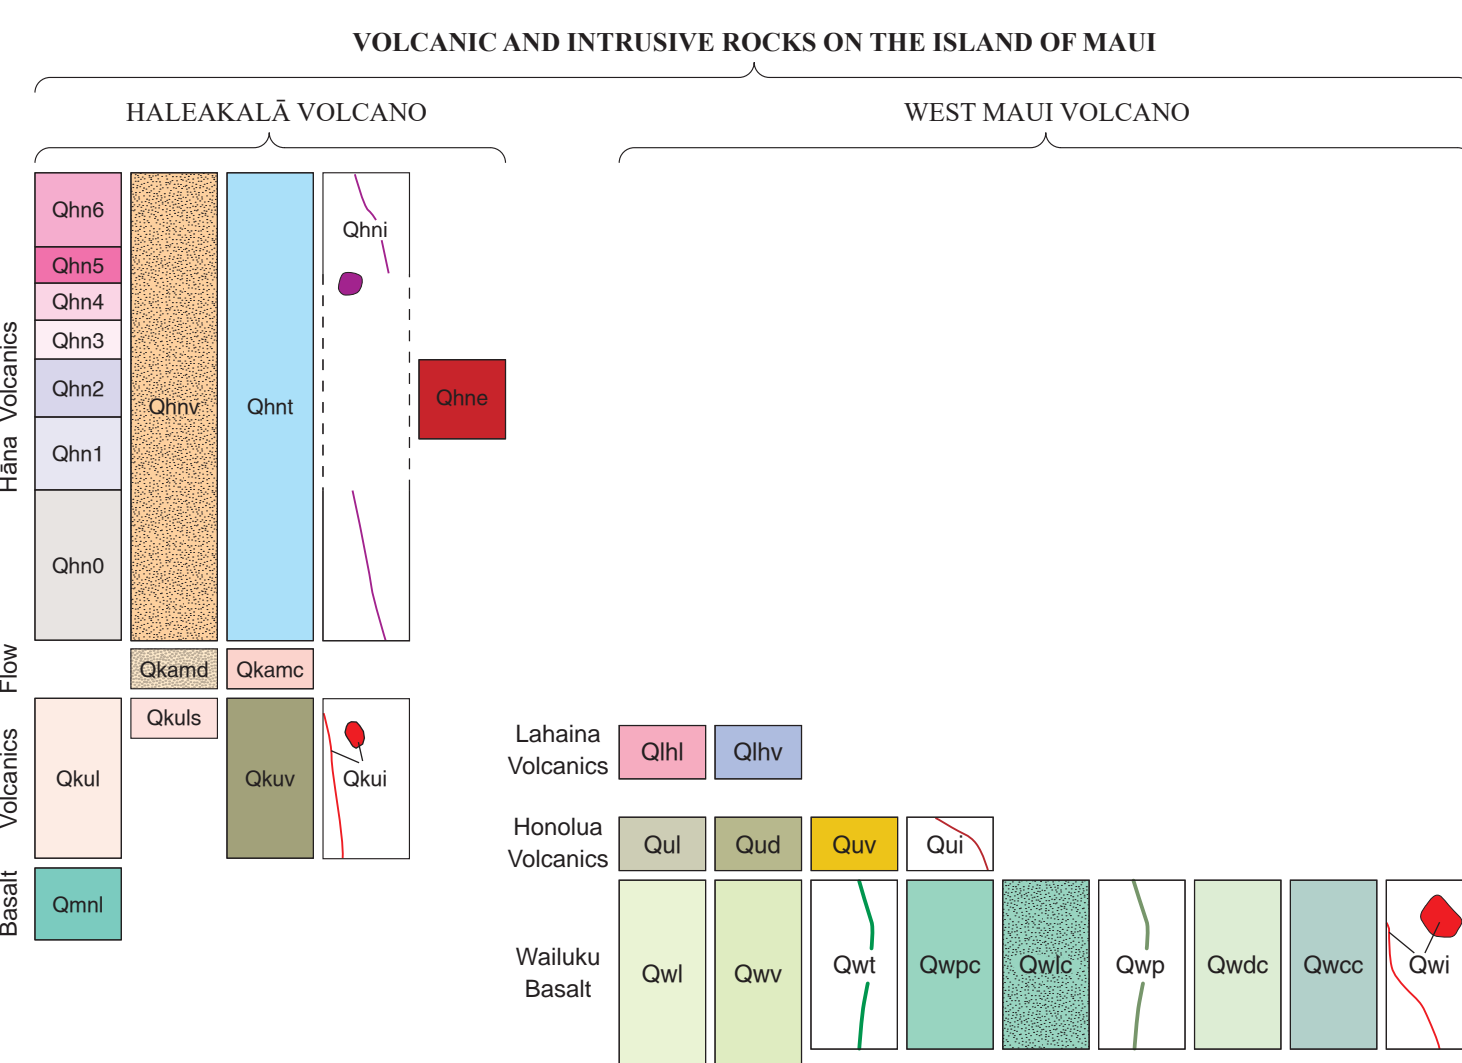 VOLCANIC AND INTRUSIVE ROCKS ON THE ISLAND OF MAUI
HALEAKALĀ VOLCANO
WEST MAUI VOLCANO
Hāna Volcanics
Qhn6
Qhn5
Qhn4
Qhn3
Qhn2
Qhn1
Qhn0
Qhnv
Qhnt
Qhni
Qhne
Flow
Qkamd
Qkamc
Volcanics
Qkul
Qkuls
Qkuv
Qkui
Basalt
Qmnl
Lahaina
Volcanics
Qlhl
Qlhv
Honolua
Volcanics
Qul
Qud
Quv
Qui
Wailuku
Basalt
Qwl
Qwv
Qwt
Qwpc
Qwlc
Qwp
Qwdc
Qwcc
Qwi